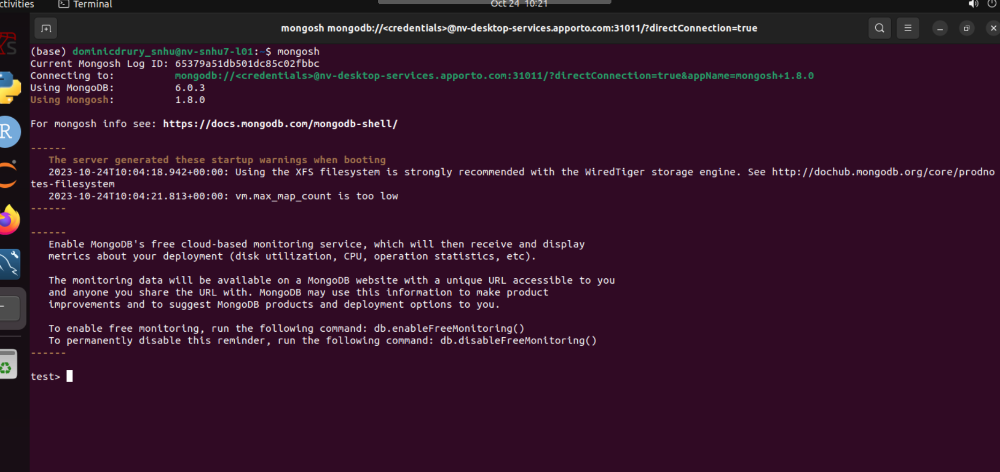 ctivities
Terminal
Oct 24 10:21
mongosh mongodb://<credentials>@nv-desktop-services.apporto.com:31011/?directConnection=true
(base) dominicdrury_snhu@nv-snhu7-l01:~$ mongosh
Current Mongosh Log ID: 65379a51db501dc85c02fbbc
Connecting to: mongodb://<credentials>@nv-desktop-services.apporto.com:31011/?directConnection=true&appName=mongosh+1.8.0
Using MongoDB: 6.0.3
Using Mongosh: 1.8.0
For mongosh info see: https://docs.mongodb.com/mongodb-shell/
------
The server generated these startup warnings when booting
2023-10-24T10:04:18.942+00:00: Using the XFS filesystem is strongly recommended with the WiredTiger storage engine. See http://dochub.mongodb.org/core/prodno
tes-filesystem
2023-10-24T10:04:21.813+00:00: vm.max_map_count is too low
------
------
Enable MongoDB's free cloud-based monitoring service, which will then receive and display
metrics about your deployment (disk utilization, CPU, operation statistics, etc).
The monitoring data will be available on a MongoDB website with a unique URL accessible to you
and anyone you share the URL with. MongoDB may use this information to make product
improvements and to suggest MongoDB products and deployment options to you.
To enable free monitoring, run the following command: db.enableFreeMonitoring()
To permanently disable this reminder, run the following command: db.disableFreeMonitoring()
------
test>
R